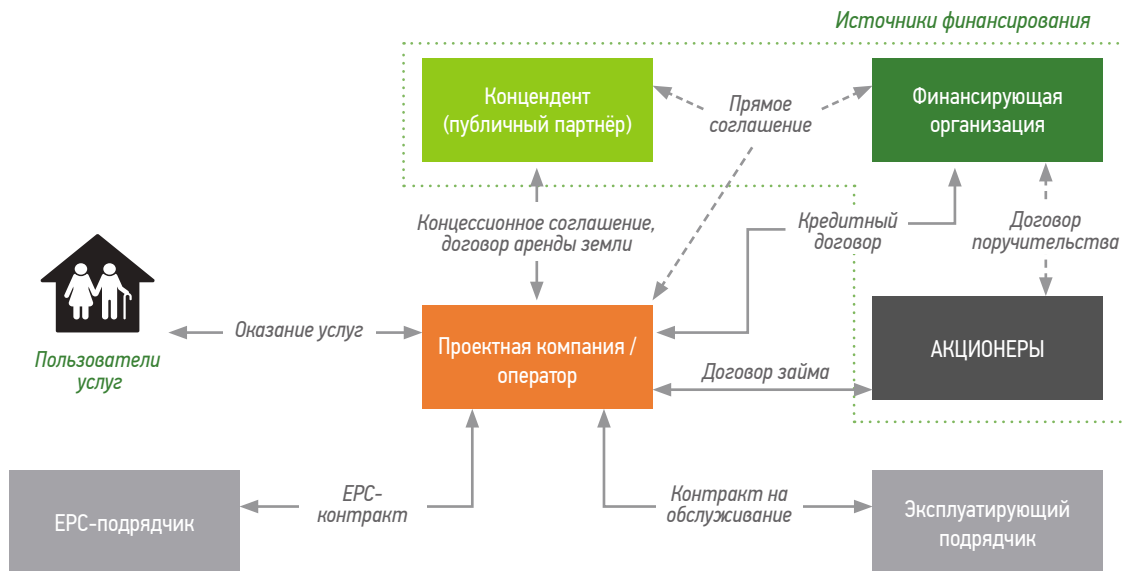 Источники финансирования
Концендент
(публичный партнёр)
Прямое
соглашение
Финансирующая
организация
Концессионное соглашение,
договор аренды земли
Кредитный
договор
Договор
поручительства
Пользователи
услуг
Оказание услуг
Проектная компания /
оператор
АКЦИОНЕРЫ
Договор займа
EPC-подрядчик
EPC-
контракт
Контракт на
обслуживание
Эксплуатирующий
подрядчик